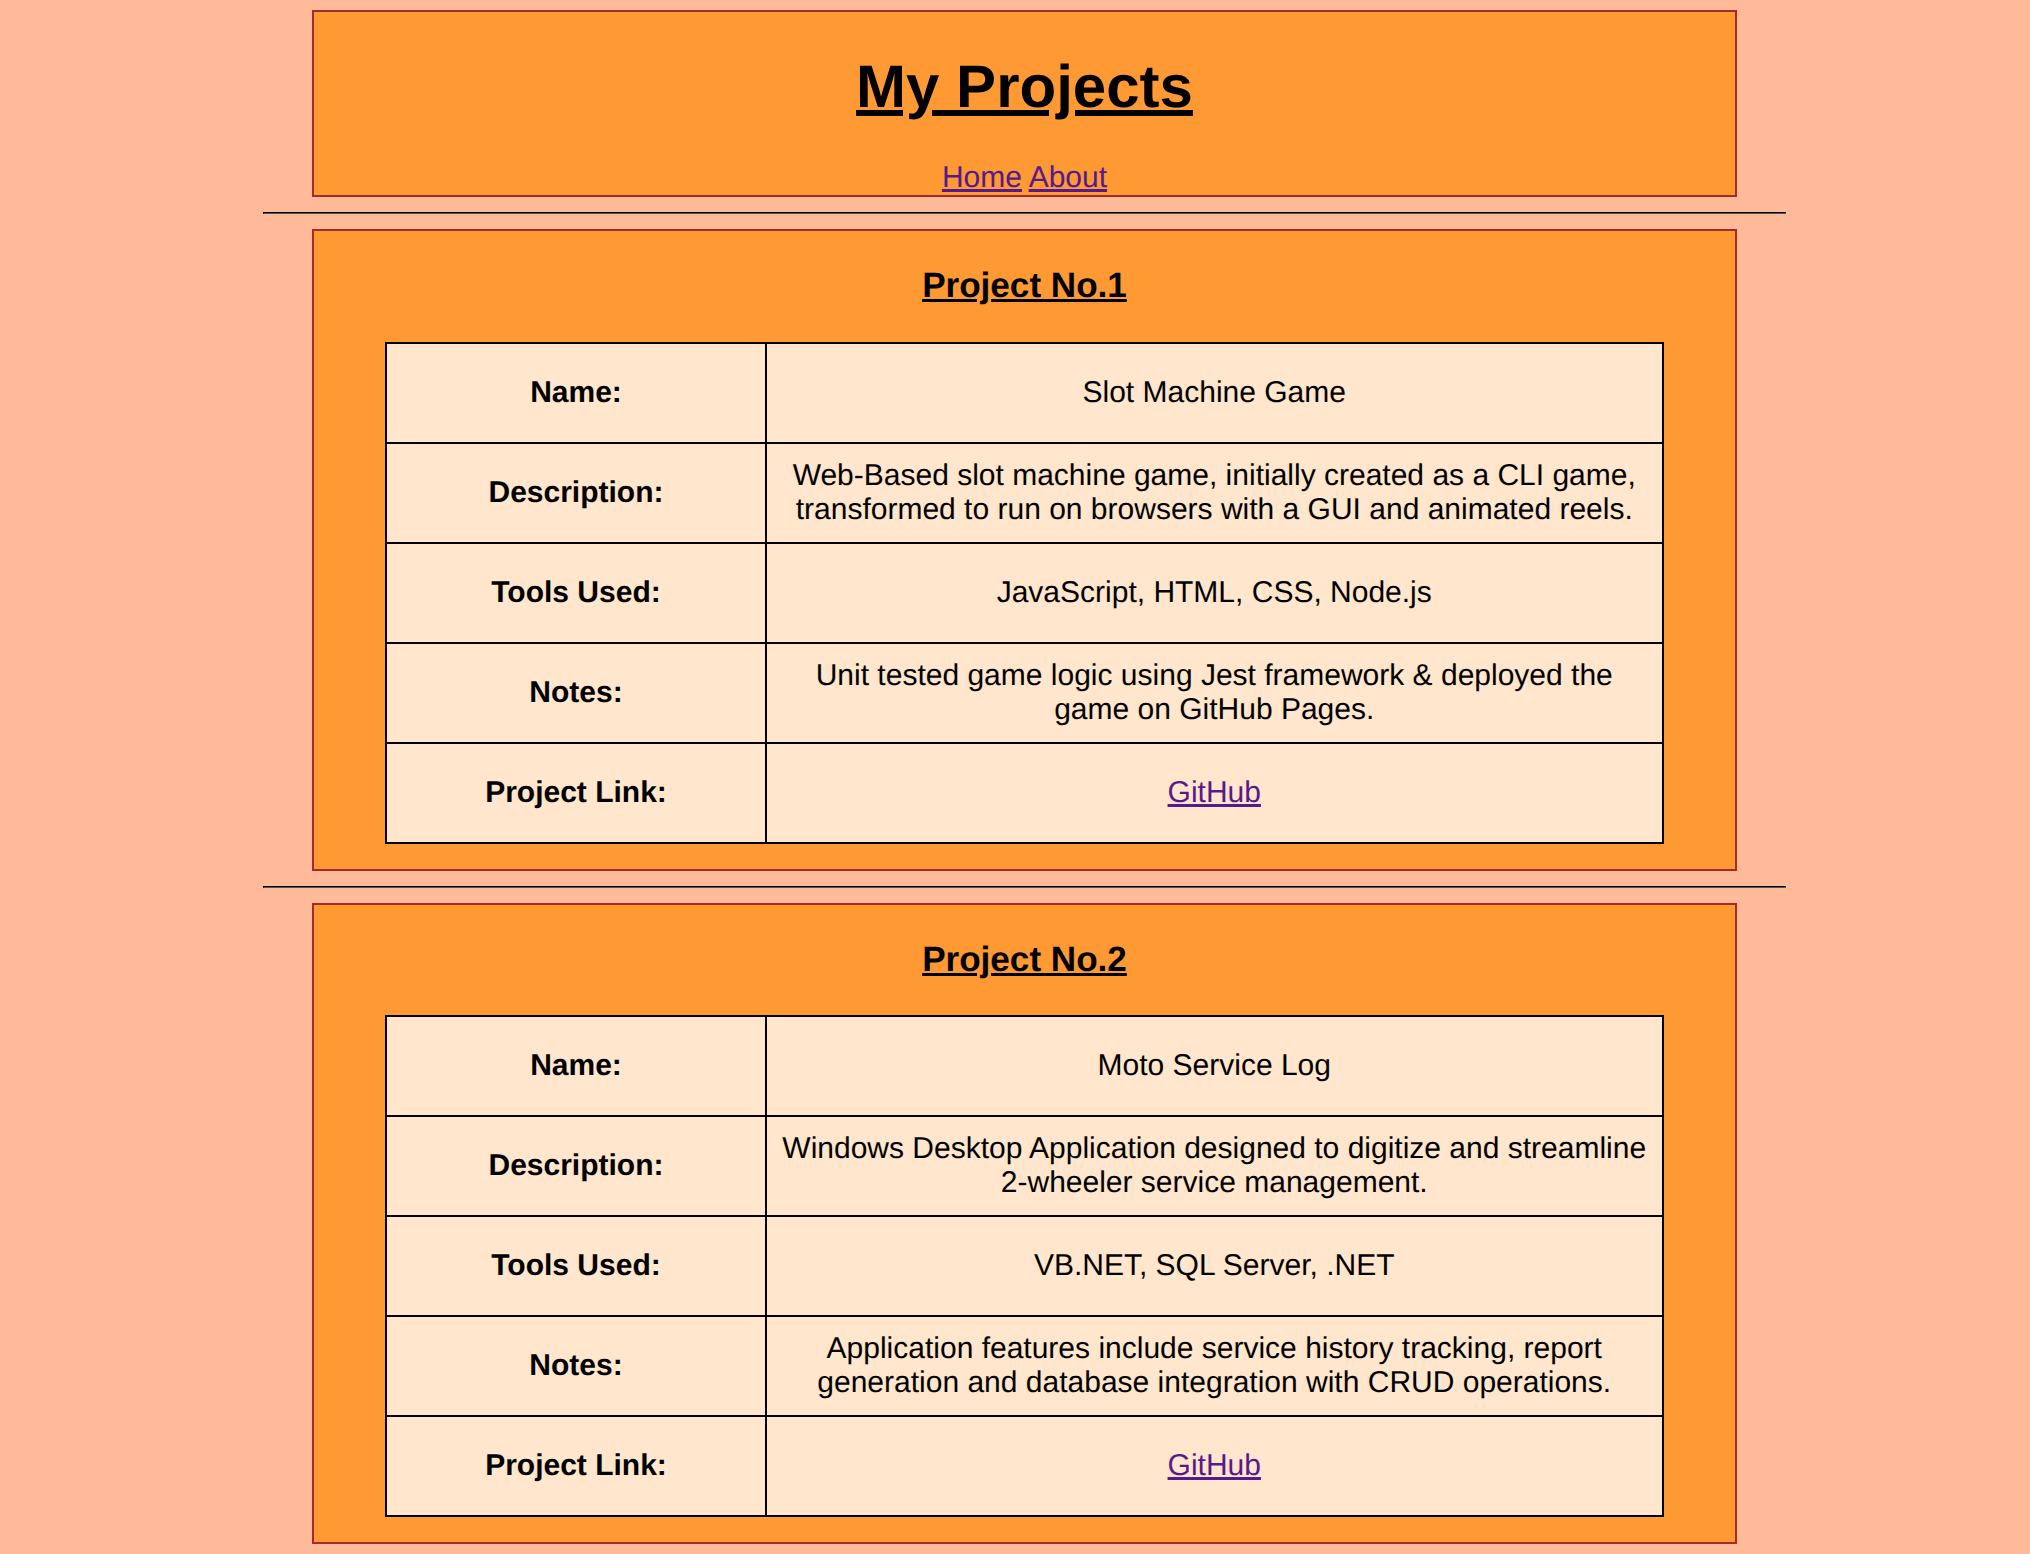 My Projects
Home About
Project No.1
Name: Slot Machine Game
Description: Web-Based slot machine game, initially created as a CLI game,
transformed to run on browsers with a GUI and animated reels.
Tools Used: JavaScript, HTML, CSS, Node.js
Notes: Unit tested game logic using Jest framework & deployed the
game on GitHub Pages.
Project Link: GitHub
Project No.2
Name: Moto Service Log
Description: Windows Desktop Application designed to digitize and streamline
2-wheeler service management.
Tools Used: VB.NET, SQL Server, .NET
Notes: Application features include service history tracking, report
generation and database integration with CRUD operations.
Project Link: GitHub